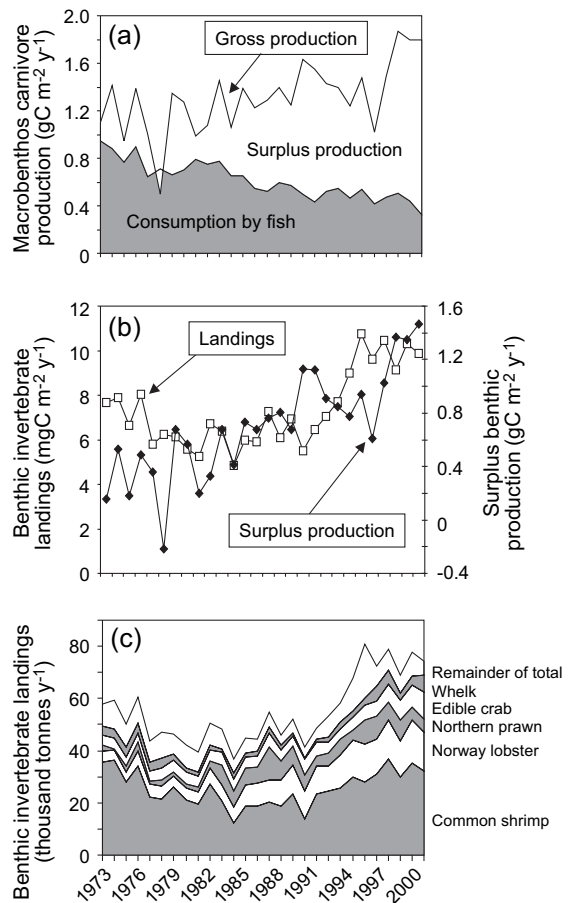 (a)
Macrobenthos carnivore
production (gC m-2 y-1)
2.0
1.6
1.2
0.8
0.4
0
Gross production
Surplus production
Consumption by fish
(b)
Benthic invertebrate
landings (mgC m-2 y-1)
12
10
8
6
4
2
0
Landings
Surplus production
1.6
1.2
0.8
0.4
0
-0.4
Surplus benthic
production (gC m-2 y-1)
(c)
Benthic invertebrate landings
(thousand tonnes y-1)
80
60
40
20
0
Remainder of total
Whelk
Edible crab
Northern prawn
Norway lobster
Common shrimp
1973
1976
1979
1982
1985
1988
1991
1994
1997
2000